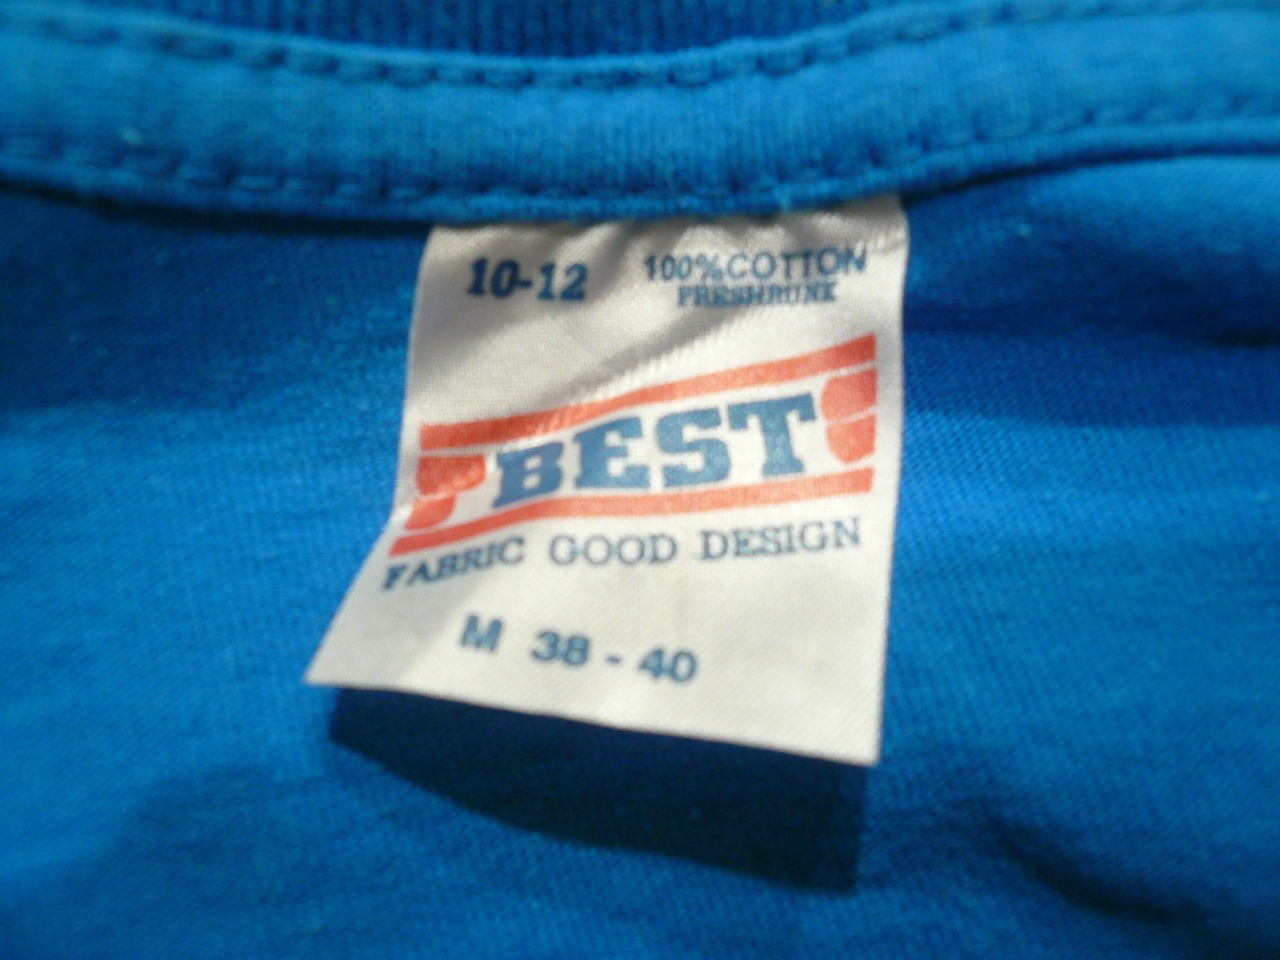 10-12 100%COTTON
PRESHRUNK
BEST
FABRIC GOOD DESIGN
M 38 - 40